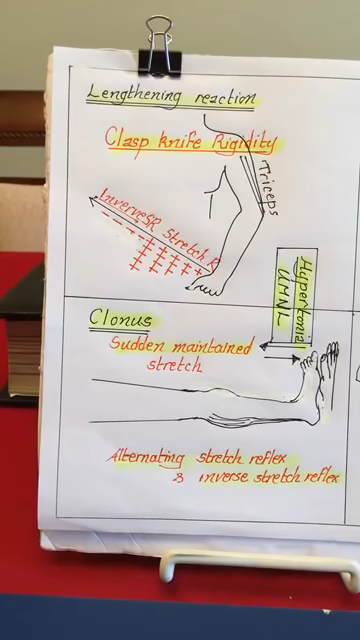 Lengthening reaction
Clasp knife Rigidity
Triceps
Inverse SR Stretch R
Hypertonia
UMNL
Clonus
Sudden maintained
stretch
Alternating stretch reflex
& inverse stretch reflex